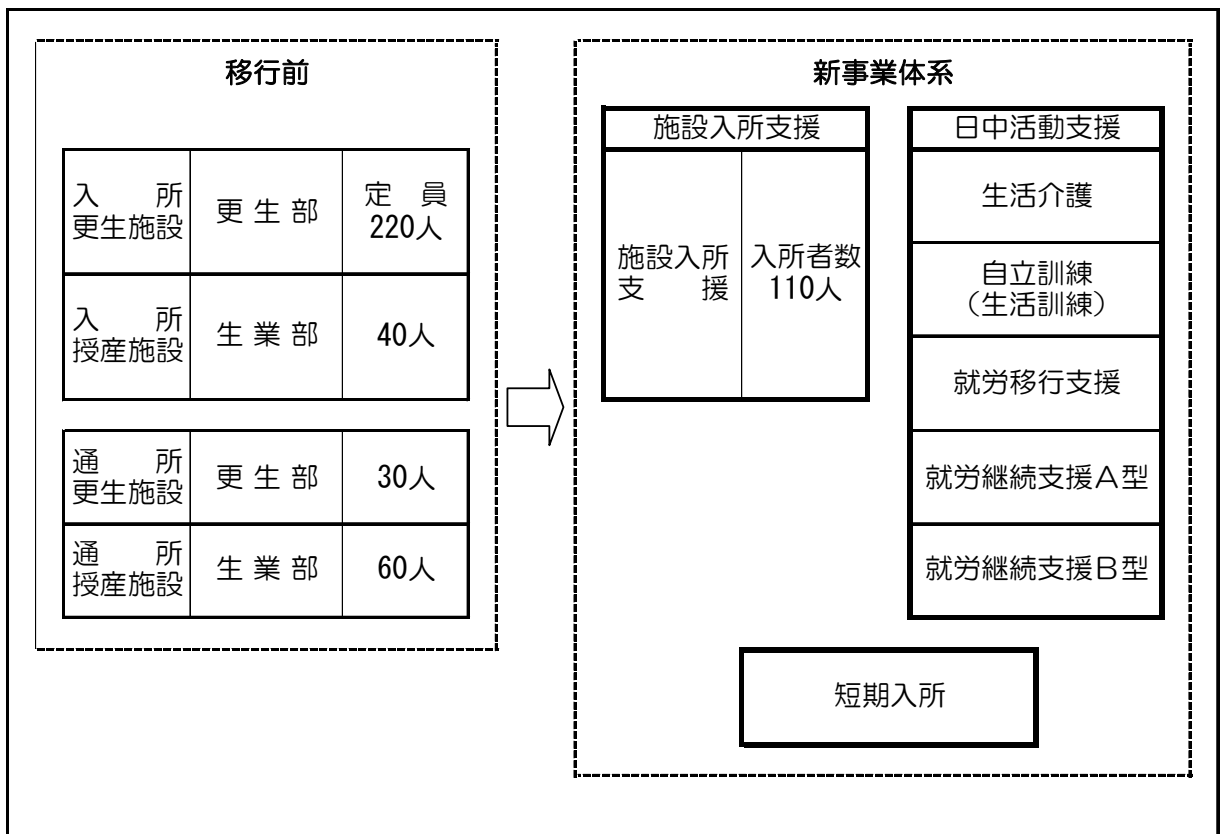 移行前
入所
更生施設
更生部
定員
220人
入所
授産施設
生業部
40人
通所
更生施設
更生部
30人
通所
授産施設
生業部
60人
新事業体系
施設入所支援
施設入所
支援
入所者数
110人
日中活動支援
生活介護
自立訓練
（生活訓練）
就労移行支援
就労継続支援Ａ型
就労継続支援Ｂ型
短期入所